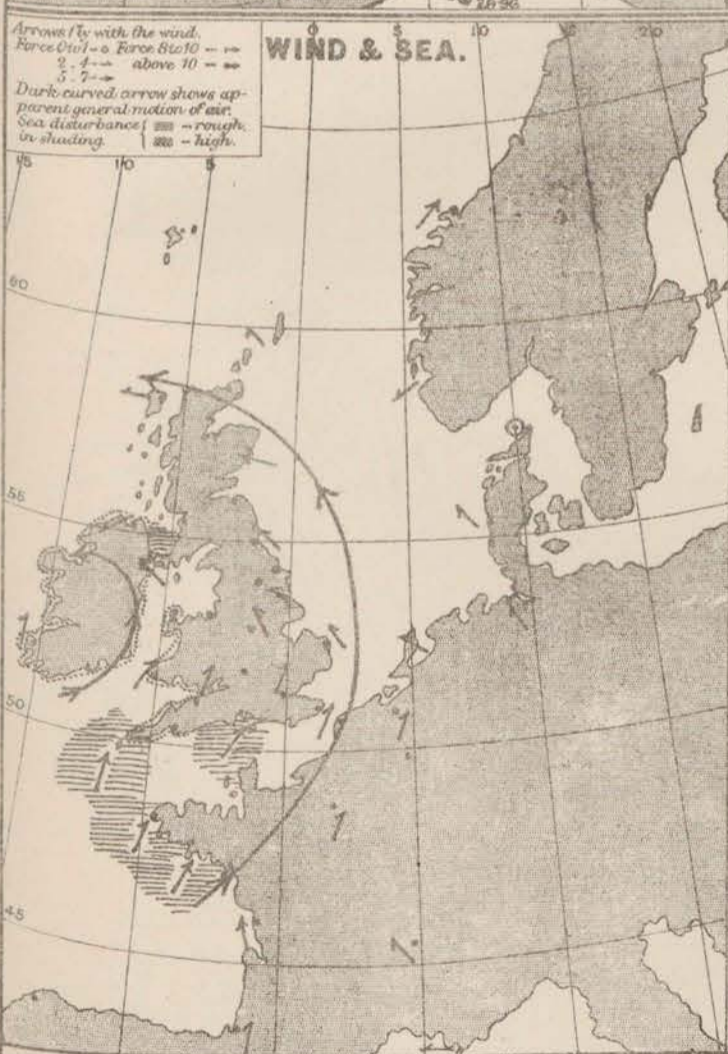 28·96
WIND & SEA.
Arrows fly with the wind.
Force 0 to 1 - o Force 8 to 10 -
2 . 4 - above 10 -
5 . 7 -
Dark curved arrow shows ap-
parent general motion of air.
Sea disturbance { - rough.
in shading { - high.
15 10 5 0 5 10 15 20
60
55
50
45